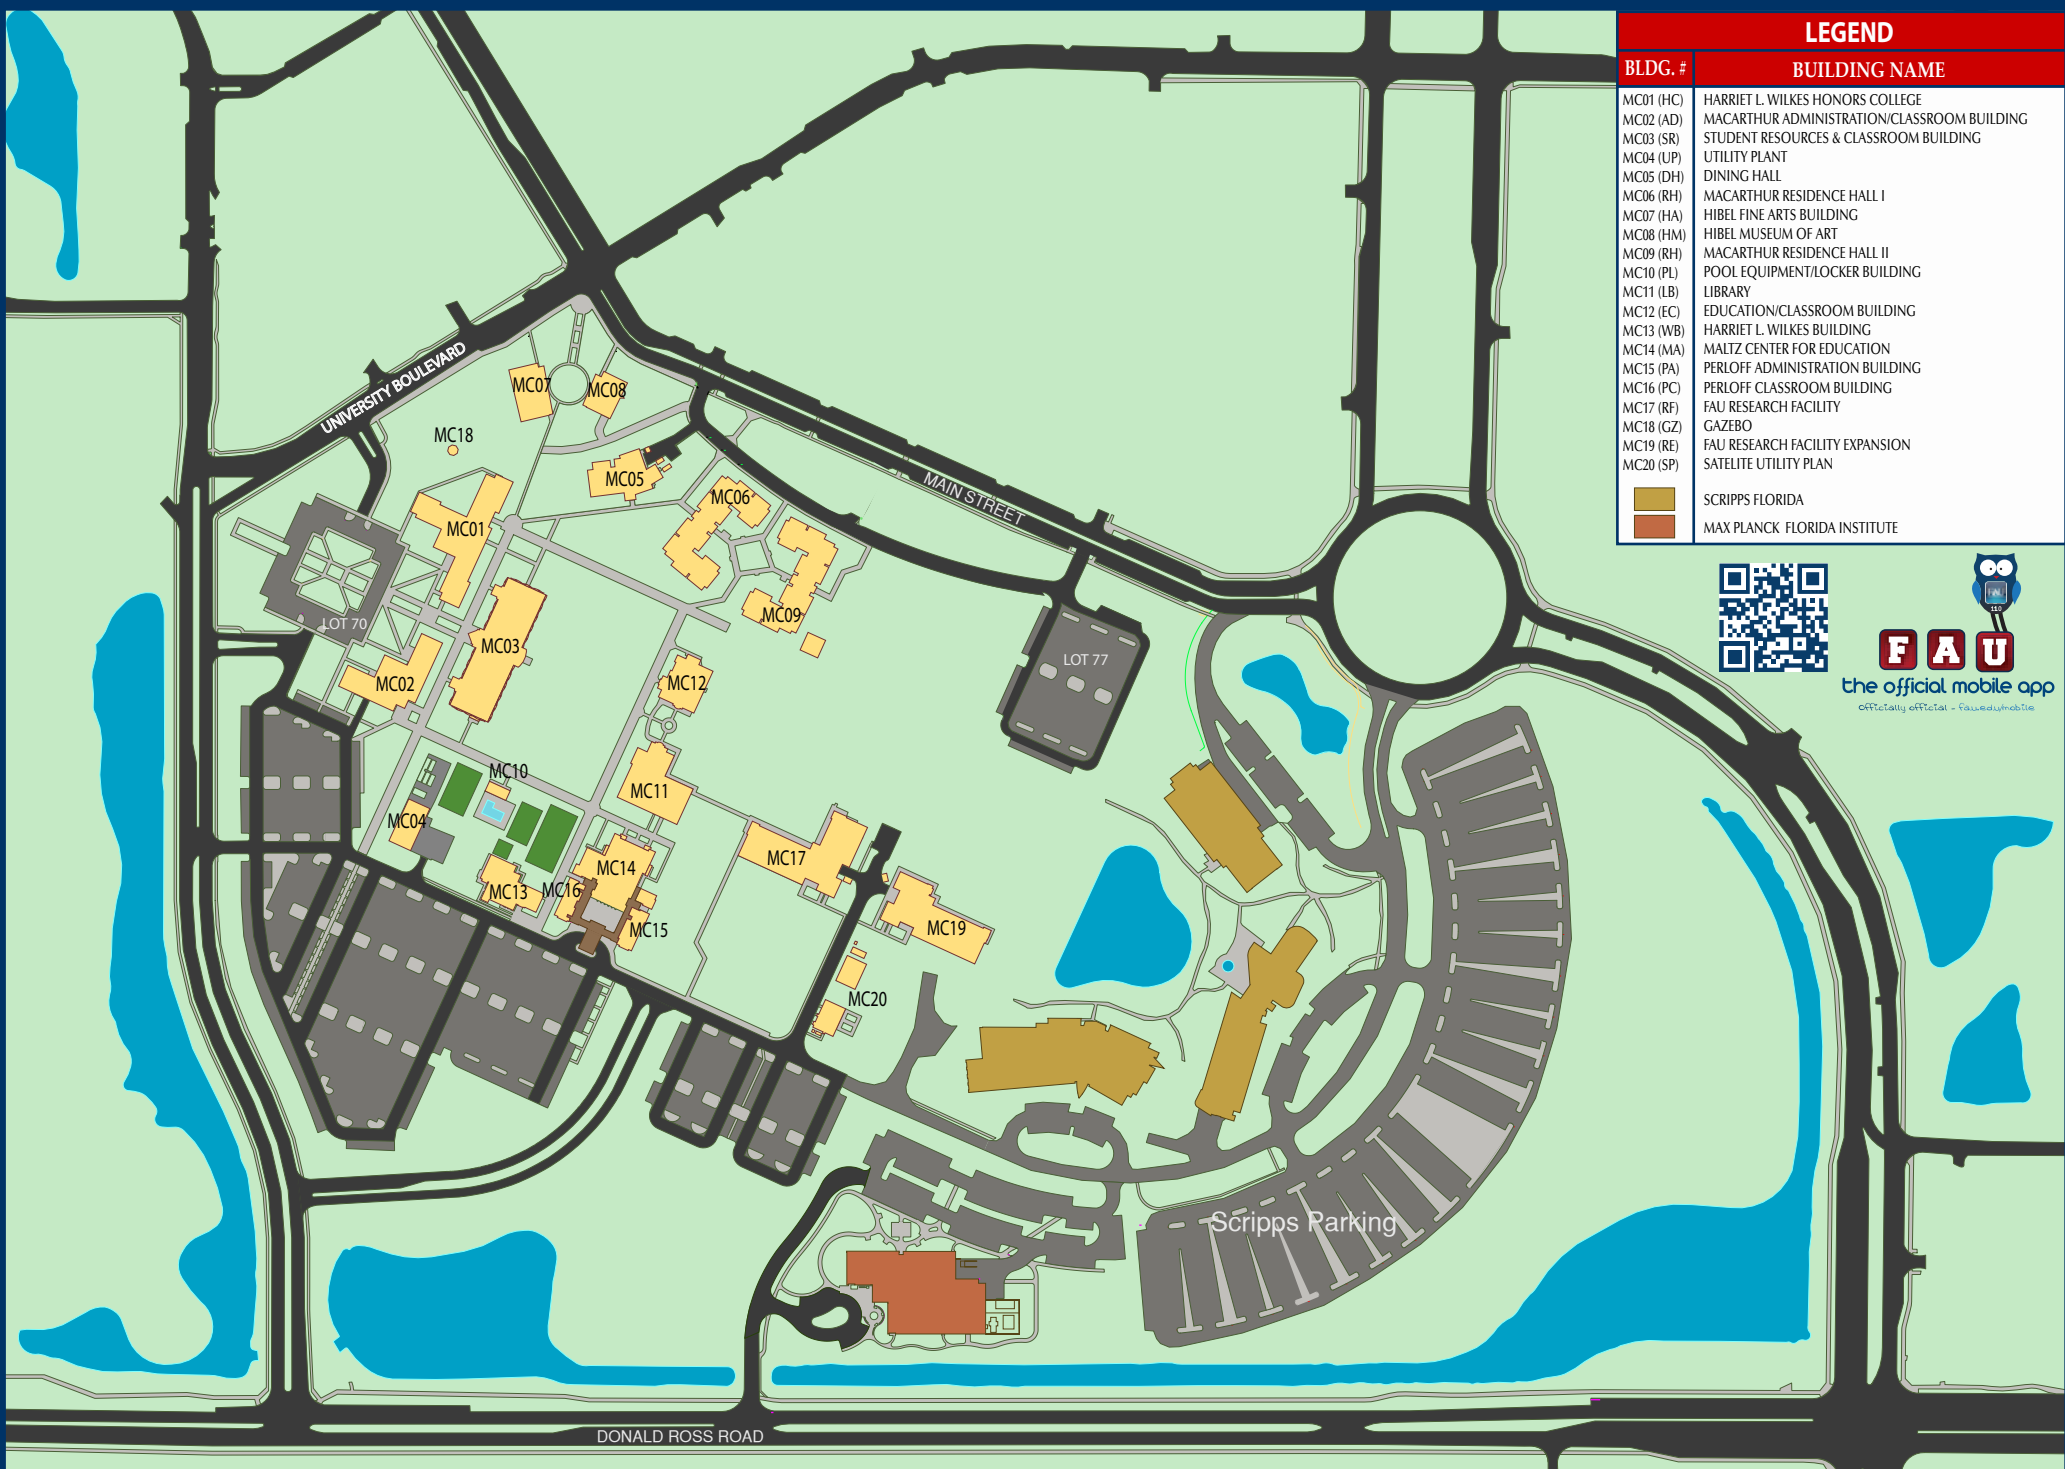 LEGEND
BLDG. # BUILDING NAME
MC01 (HC) HARRIET L. WILKES HONORS COLLEGE
MC02 (AD) MACARTHUR ADMINISTRATION/CLASSROOM BUILDING
MC03 (SR) STUDENT RESOURCES & CLASSROOM BUILDING
MC04 (UP) UTILITY PLANT
MC05 (DH) DINING HALL
MC06 (RH) MACARTHUR RESIDENCE HALL I
MC07 (HA) HIBEL FINE ARTS BUILDING
MC08 (HM) HIBEL MUSEUM OF ART
MC09 (RH) MACARTHUR RESIDENCE HALL II
MC10 (PL) POOL EQUIPMENT/LOCKER BUILDING
MC11 (LB) LIBRARY
MC12 (EC) EDUCATION/CLASSROOM BUILDING
MC13 (WB) HARRIET L. WILKES BUILDING
MC14 (MA) MALTZ CENTER FOR EDUCATION
MC15 (PA) PERLOFF ADMINISTRATION BUILDING
MC16 (PC) PERLOFF CLASSROOM BUILDING
MC17 (RF) FAU RESEARCH FACILITY
MC18 (GZ) GAZEBO
MC19 (RE) FAU RESEARCH FACILITY EXPANSION
MC20 (SP) SATELITE UTILITY PLAN
SCRIPPS FLORIDA
MAX PLANCK FLORIDA INSTITUTE
FAU
110
F A U
the official mobile app
Officially official - fau.edu/mobile
UNIVERSITY BOULEVARD
MC07
MC08
MC18
MC05
MC06
MAIN STREET
MC01
LOT 70
MC09
MC03
LOT 77
MC02
MC12
MC10
MC11
MC04
MC17
MC14
MC13
MC16
MC15
MC19
MC20
Scripps Parking
DONALD ROSS ROAD